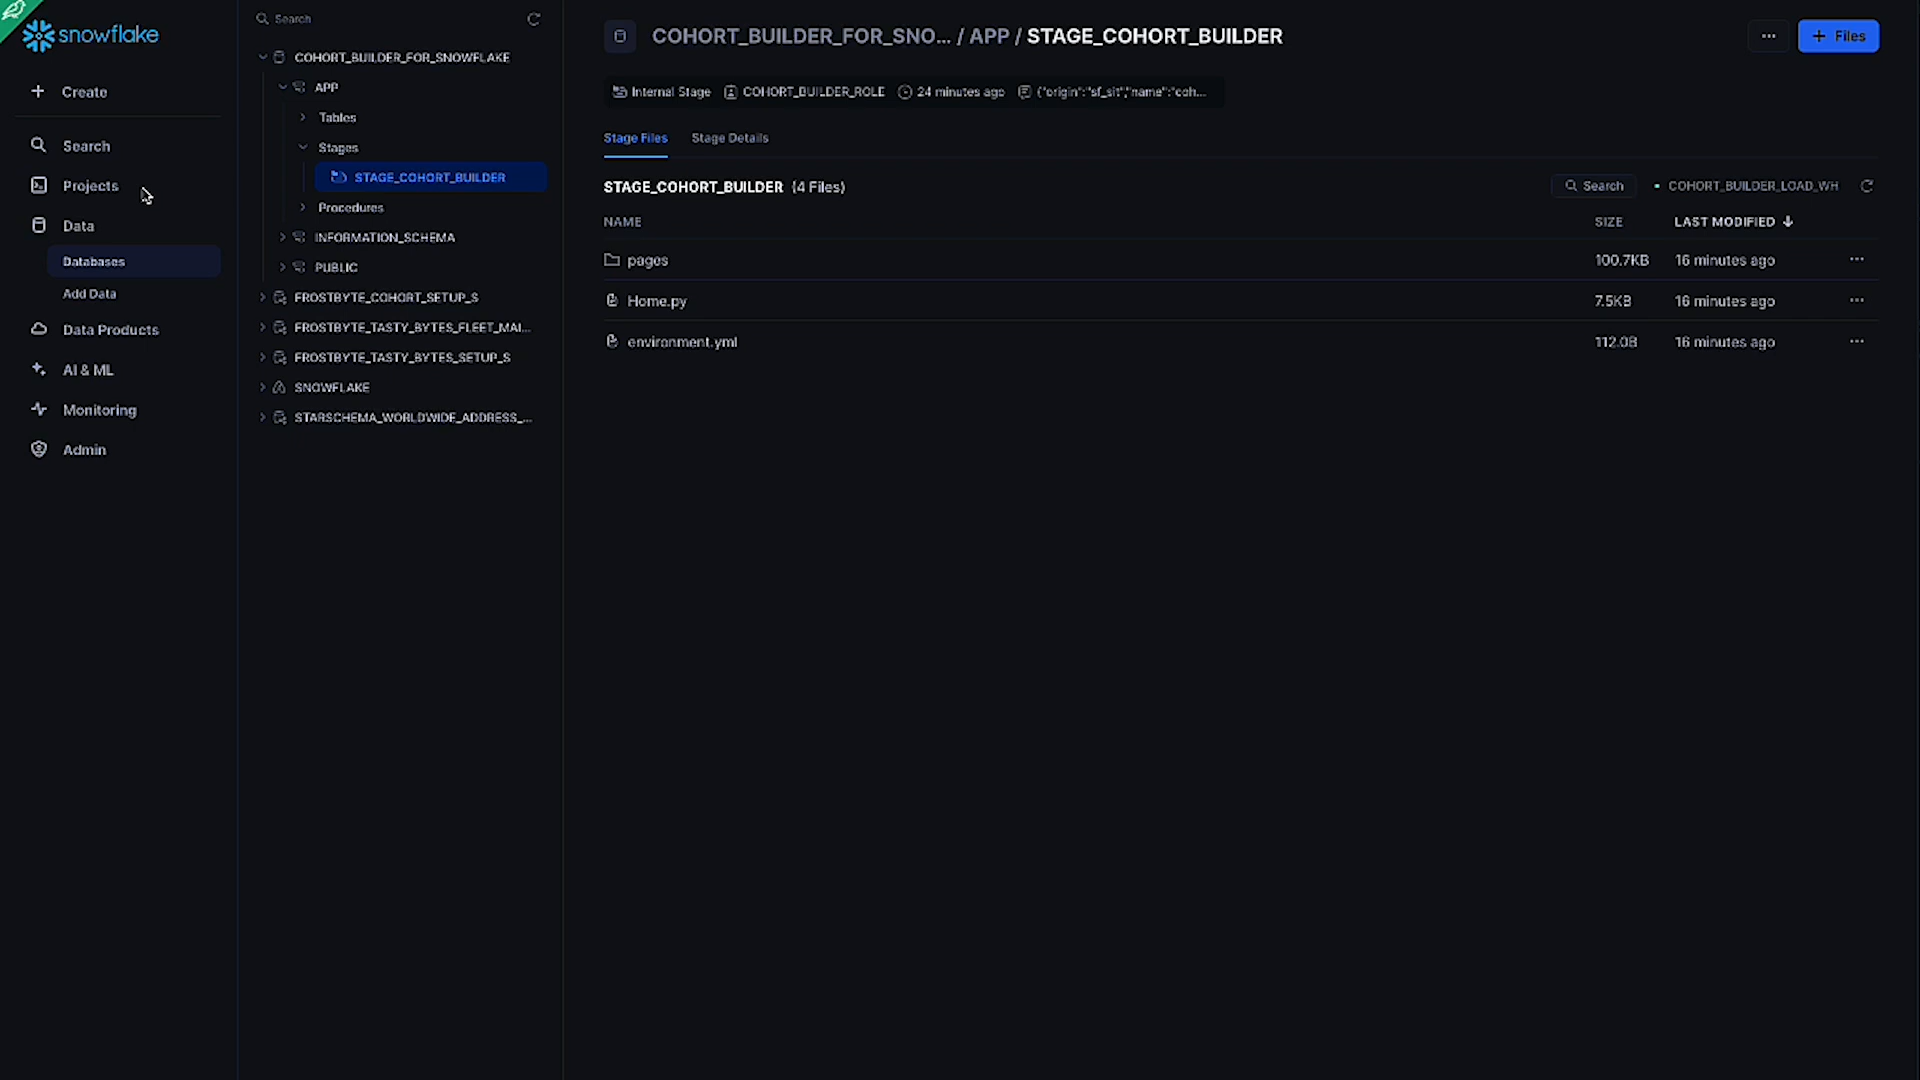 snowflake
Create
Search
Projects
Data
Databases
Add Data
Data Products
AI & ML
Monitoring
Admin
Search
COHORT_BUILDER_FOR_SNOWFLAKE
APP
Tables
Stages
STAGE_COHORT_BUILDER
Procedures
INFORMATION_SCHEMA
PUBLIC
FROSTBYTE_COHORT_SETUP_S
FROSTBYTE_TASTY_BYTES_FLEET_MAI...
FROSTBYTE_TASTY_BYTES_SETUP_S
SNOWFLAKE
STARSCHEMA_WORLDWIDE_ADDRESS_...
COHORT_BUILDER_FOR_SNO... / APP / STAGE_COHORT_BUILDER
... + Files
Internal Stage COHORT_BUILDER_ROLE 24 minutes ago {"origin":"sf_sit","name":"coh...
Stage Files Stage Details
STAGE_COHORT_BUILDER (4 Files) Search COHORT_BUILDER_LOAD_WH
NAME SIZE LAST MODIFIED ↓
pages 100.7KB 16 minutes ago ...
Home.py 7.5KB 16 minutes ago ...
environment.yml 112.0B 16 minutes ago ...